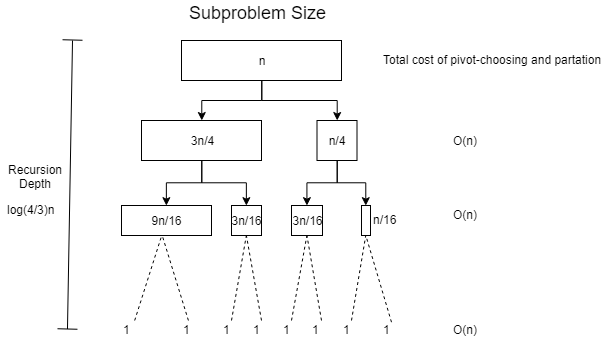 Subproblem Size
n
Total cost of pivot-choosing and partation
3n/4
n/4
O(n)
Recursion
Depth
log(4/3)n
9n/16
3n/16
3n/16
n/16
O(n)
1 1 1 1 1 1 1 1
O(n)